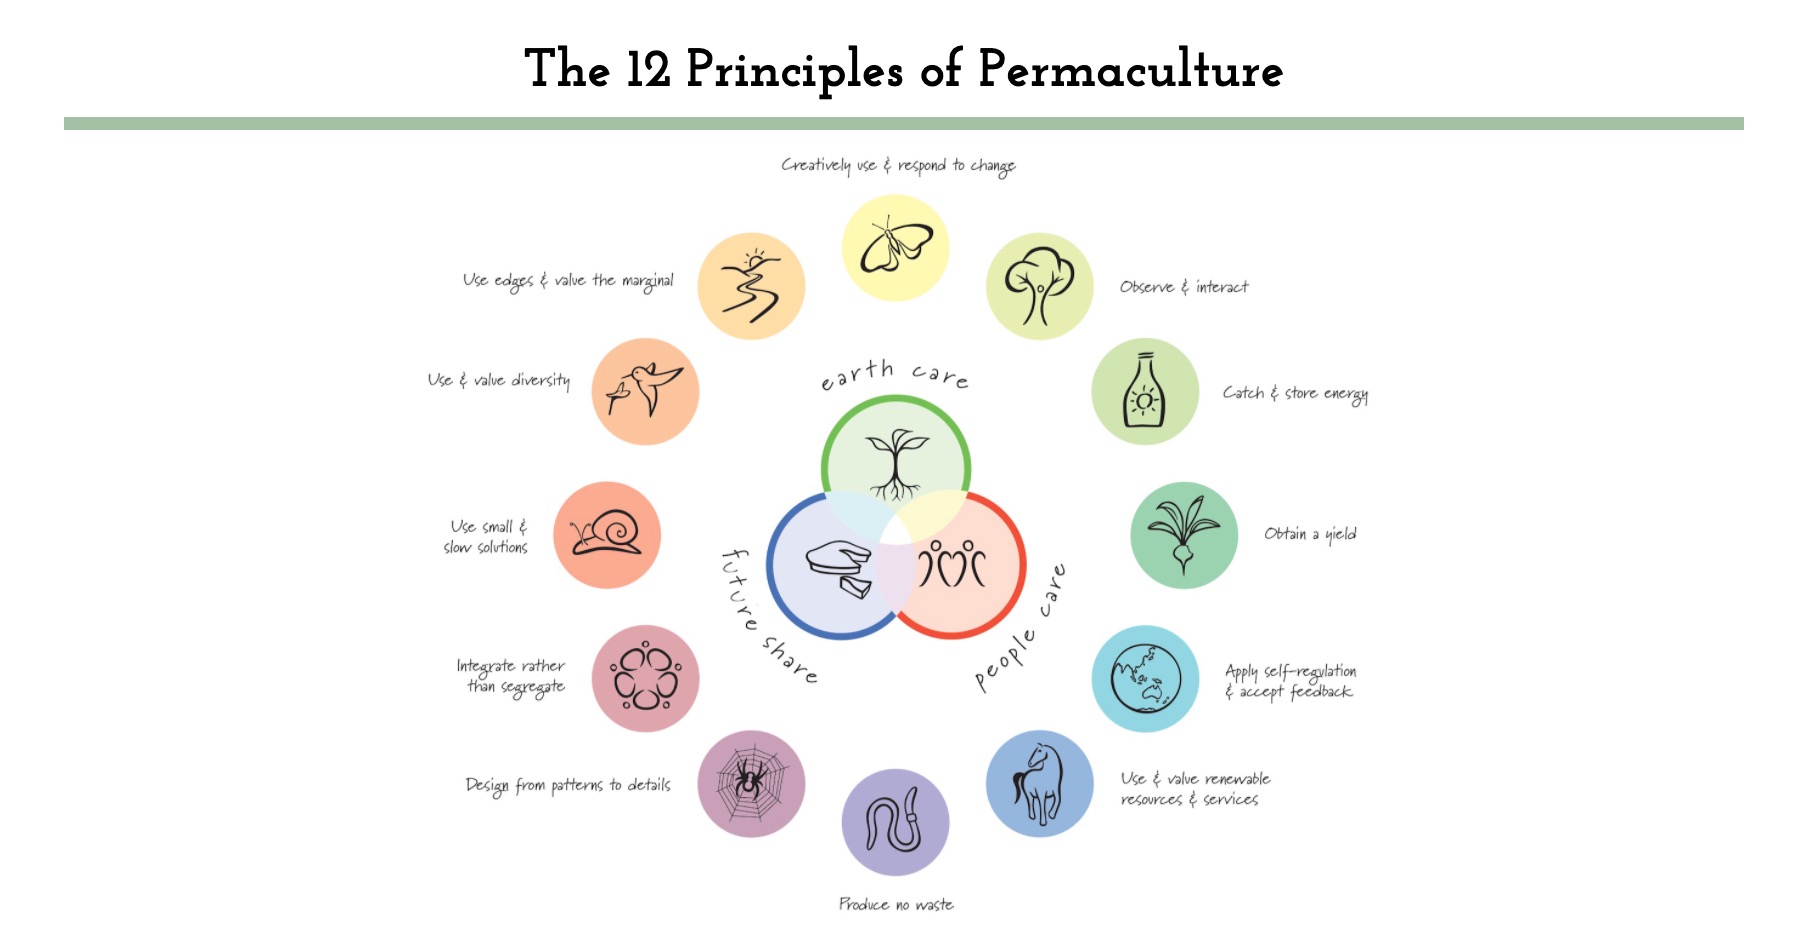 The 12 Principles of Permaculture
Creatively use & respond to change
Observe & interact
Catch & store energy
Obtain a yield
Apply self-regulation
& accept feedback
Use & value renewable
resources & services
Produce no waste
Design from patterns to details
Integrate rather
than segregate
Use small &
slow solutions
Use & value diversity
Use edges & value the marginal
earth care
people care
future share